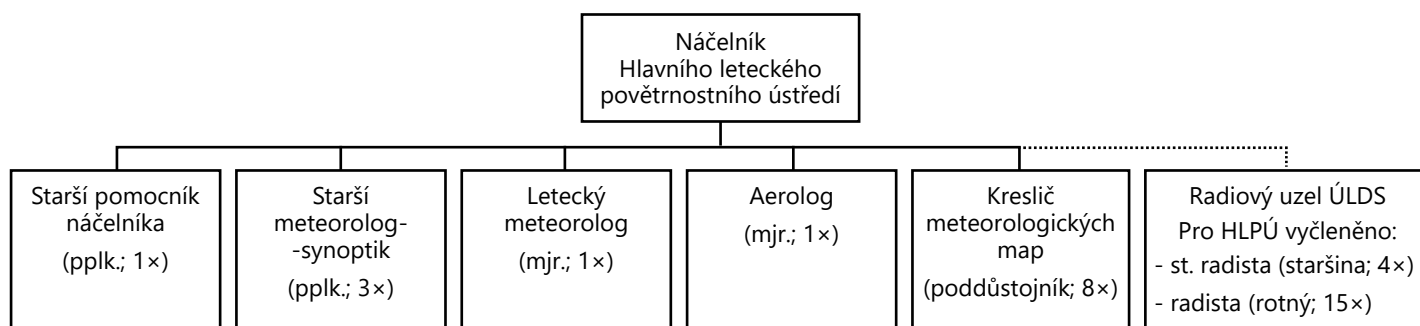 Náčelník
Hlavního leteckého
povětrnostního ústředí
Starší pomocník
náčelníka
(pplk.; 1×)
Starší
meteorolog-
-synoptik
(pplk.; 3×)
Letecký
meteorolog
(mjr.; 1×)
Aerolog
(mjr.; 1×)
Kreslič
meteorologických
map
(poddůstojník; 8×)
Radiový uzel ÚLDS
Pro HLPÚ vyčleněno:
- st. radista (staršina; 4×)
- radista (rotný; 15×)